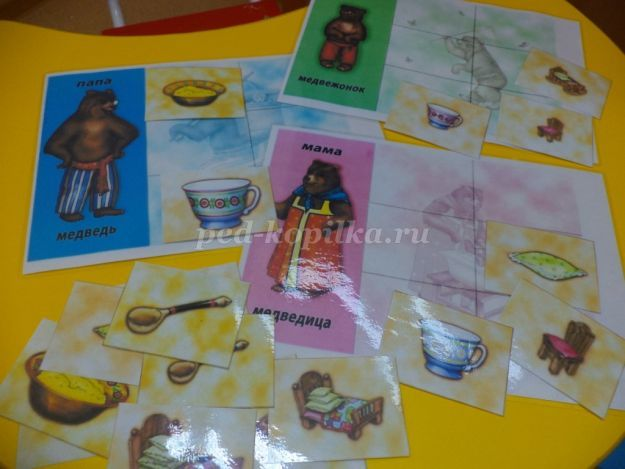 папа
медведь
медвежонок
мама
медведица
ped-kopilka.ru